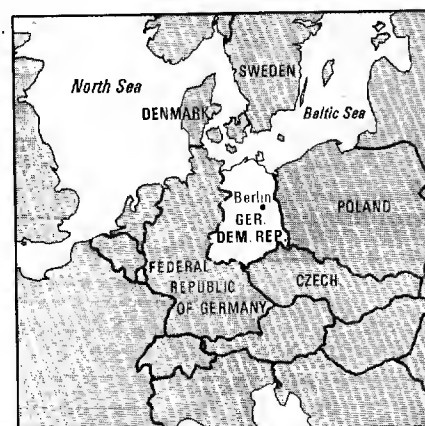 SWEDEN
North Sea
DENMARK
Baltic Sea
Berlin
GER.
DEM. REP.
POLAND
FEDERAL
REPUBLIC
OF GERMANY
CZECH